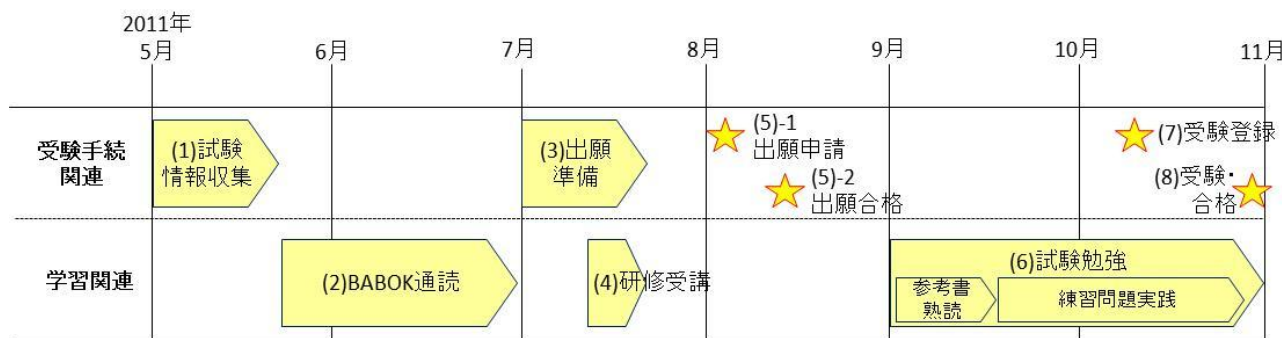 2011年
5月
6月
7月
8月
9月
10月
11月
受験手続
関連
(1)試験
情報収集
(3)出願
準備
(5)-1
出願申請
(5)-2
出願合格
(7)受験登録
(8)受験・
合格
学習関連
(2)BABOK通読
(4)研修受講
(6)試験勉強
参考書
熟読
練習問題実践